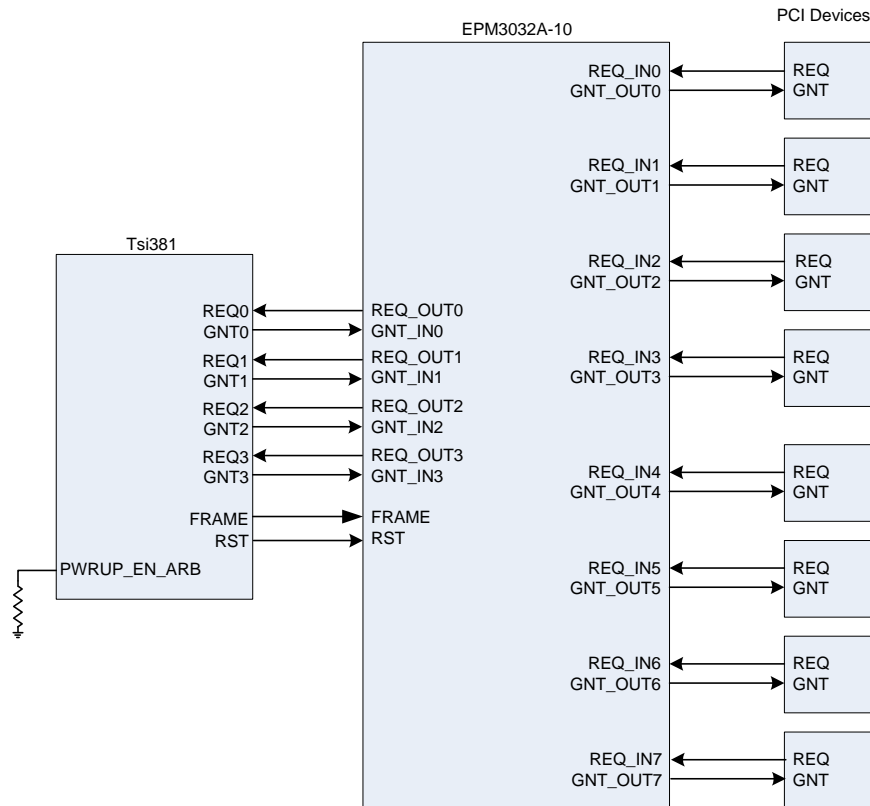 PCI Devices
EPM3032A-10
REQ_IN0
GNT_OUT0
REQ
GNT
REQ_IN1
GNT_OUT1
REQ
GNT
REQ_IN2
GNT_OUT2
REQ
GNT
Tsi381
REQ0
GNT0
REQ_OUT0
GNT_IN0
REQ1
GNT1
REQ_OUT1
GNT_IN1
REQ2
GNT2
REQ_OUT2
GNT_IN2
REQ3
GNT3
REQ_OUT3
GNT_IN3
FRAME
RST
FRAME
RST
PWRUP_EN_ARB
REQ_IN3
GNT_OUT3
REQ
GNT
REQ_IN4
GNT_OUT4
REQ
GNT
REQ_IN5
GNT_OUT5
REQ
GNT
REQ_IN6
GNT_OUT6
REQ
GNT
REQ_IN7
GNT_OUT7
REQ
GNT